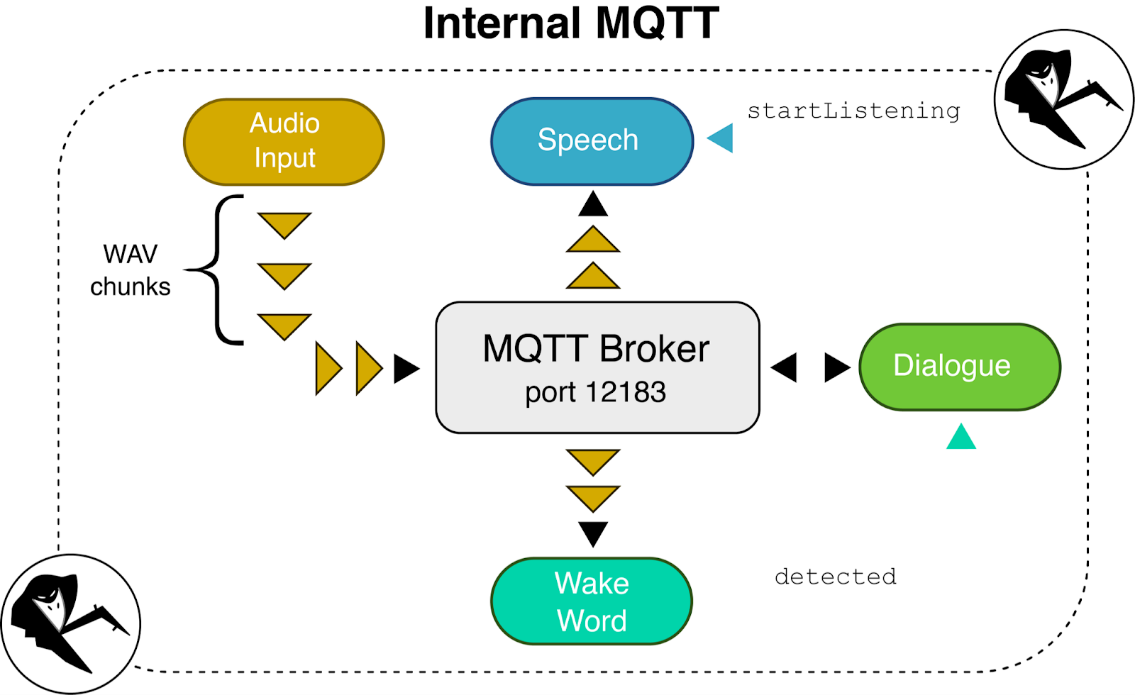 Internal MQTT
Audio
Input
Speech
startListening
WAV
chunks
MQTT Broker
port 12183
Dialogue
Wake
Word
detected